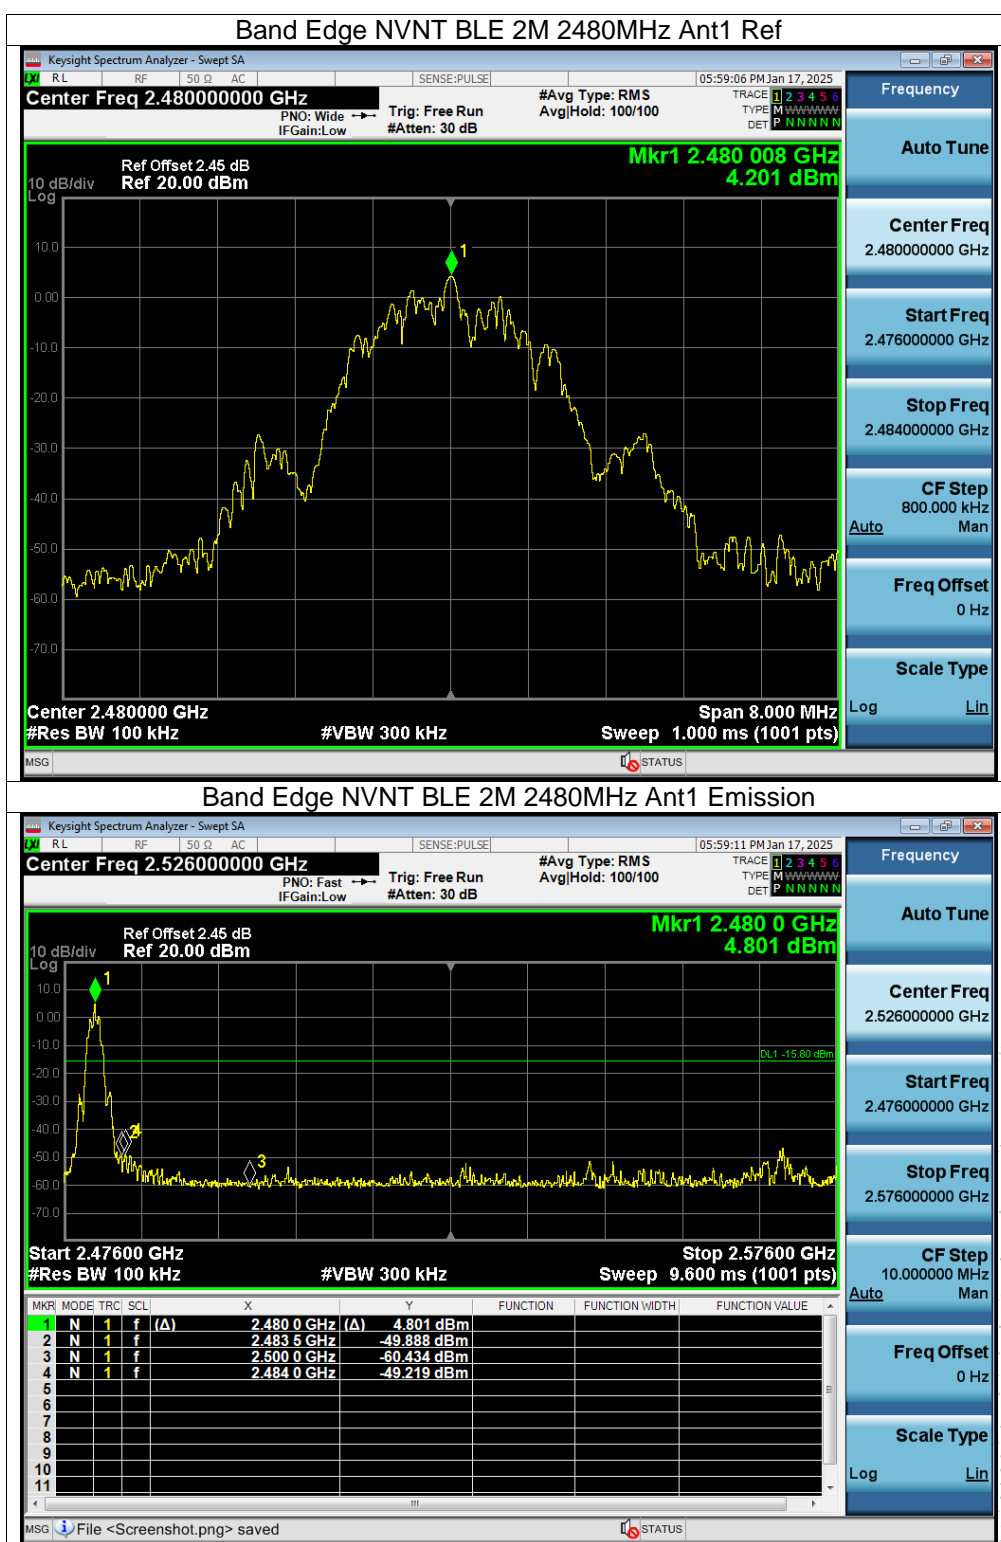 Band Edge NVNT BLE 2M 2480MHz Ant1 Ref
Keysight Spectrum Analyzer - Swept SA
LXI RL RF 50 Ω AC SENSE:PULSE 05:59:06 PM Jan 17, 2025
Center Freq 2.480000000 GHz
PNO: Wide
IFGain:Low
Trig: Free Run
#Atten: 30 dB
#Avg Type: RMS
Avg|Hold: 100/100
TRACE 1 2 3 4 5 6
TYPE M W W W W W
DET P N N N N N
Frequency
Ref Offset 2.45 dB
Ref 20.00 dBm
10 dB/div
Log
Mkr1 2.480 008 GHz
4.201 dBm
1
10.0
0.00
-10.0
-20.0
-30.0
-40.0
-50.0
-60.0
-70.0
Center 2.480000 GHz
Span 8.000 MHz
#Res BW 100 kHz
#VBW 300 kHz
Sweep 1.000 ms (1001 pts)
MSG
STATUS
Auto Tune
Center Freq
2.480000000 GHz
Start Freq
2.476000000 GHz
Stop Freq
2.484000000 GHz
CF Step
800.000 kHz
Auto Man
Freq Offset
0 Hz
Scale Type
Log Lin
Band Edge NVNT BLE 2M 2480MHz Ant1 Emission
Keysight Spectrum Analyzer - Swept SA
LXI RL RF 50 Ω AC SENSE:PULSE 05:59:11 PM Jan 17, 2025
Center Freq 2.526000000 GHz
PNO: Fast
IFGain:Low
Trig: Free Run
#Atten: 30 dB
#Avg Type: RMS
Avg|Hold: 100/100
TRACE 1 2 3 4 5 6
TYPE M W W W W W
DET P N N N N N
Frequency
Ref Offset 2.45 dB
Ref 20.00 dBm
10 dB/div
Log
Mkr1 2.480 0 GHz
4.801 dBm
1
10.0
0.00
-10.0
DL1 -15.80 dBm
-20.0
-30.0
-40.0
2
4
-50.0
3
-60.0
-70.0
Start 2.47600 GHz
Stop 2.57600 GHz
#Res BW 100 kHz
#VBW 300 kHz
Sweep 9.600 ms (1001 pts)
MKR MODE TRC SCL X Y FUNCTION FUNCTION WIDTH FUNCTION VALUE
1 N 1 f (Δ) 2.480 0 GHz (Δ) 4.801 dBm
2 N 1 f 2.483 5 GHz -49.888 dBm
3 N 1 f 2.500 0 GHz -60.434 dBm
4 N 1 f 2.484 0 GHz -49.219 dBm
5
6
7
8
9
10
11
MSG File <Screenshot.png> saved
STATUS
Auto Tune
Center Freq
2.526000000 GHz
Start Freq
2.476000000 GHz
Stop Freq
2.576000000 GHz
CF Step
10.000000 MHz
Auto Man
Freq Offset
0 Hz
Scale Type
Log Lin